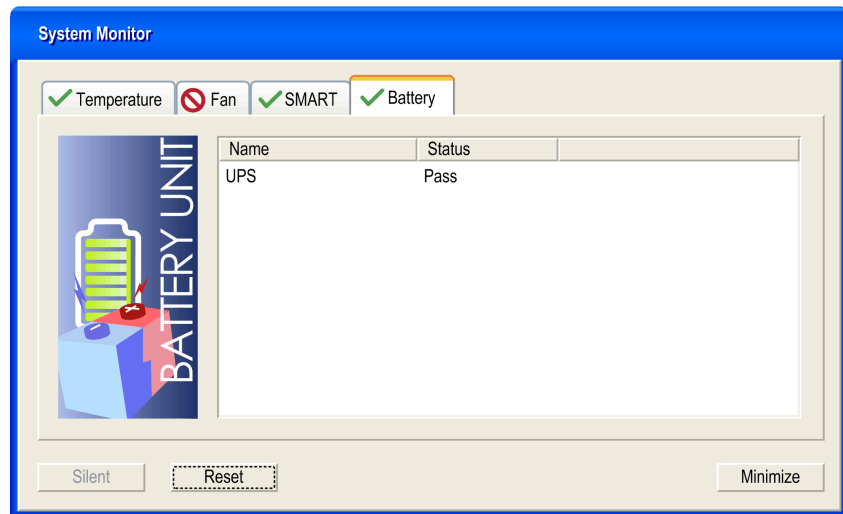 System Monitor
Temperature Fan SMART Battery
BATTERY UNIT
Name Status
UPS Pass
Silent Reset Minimize